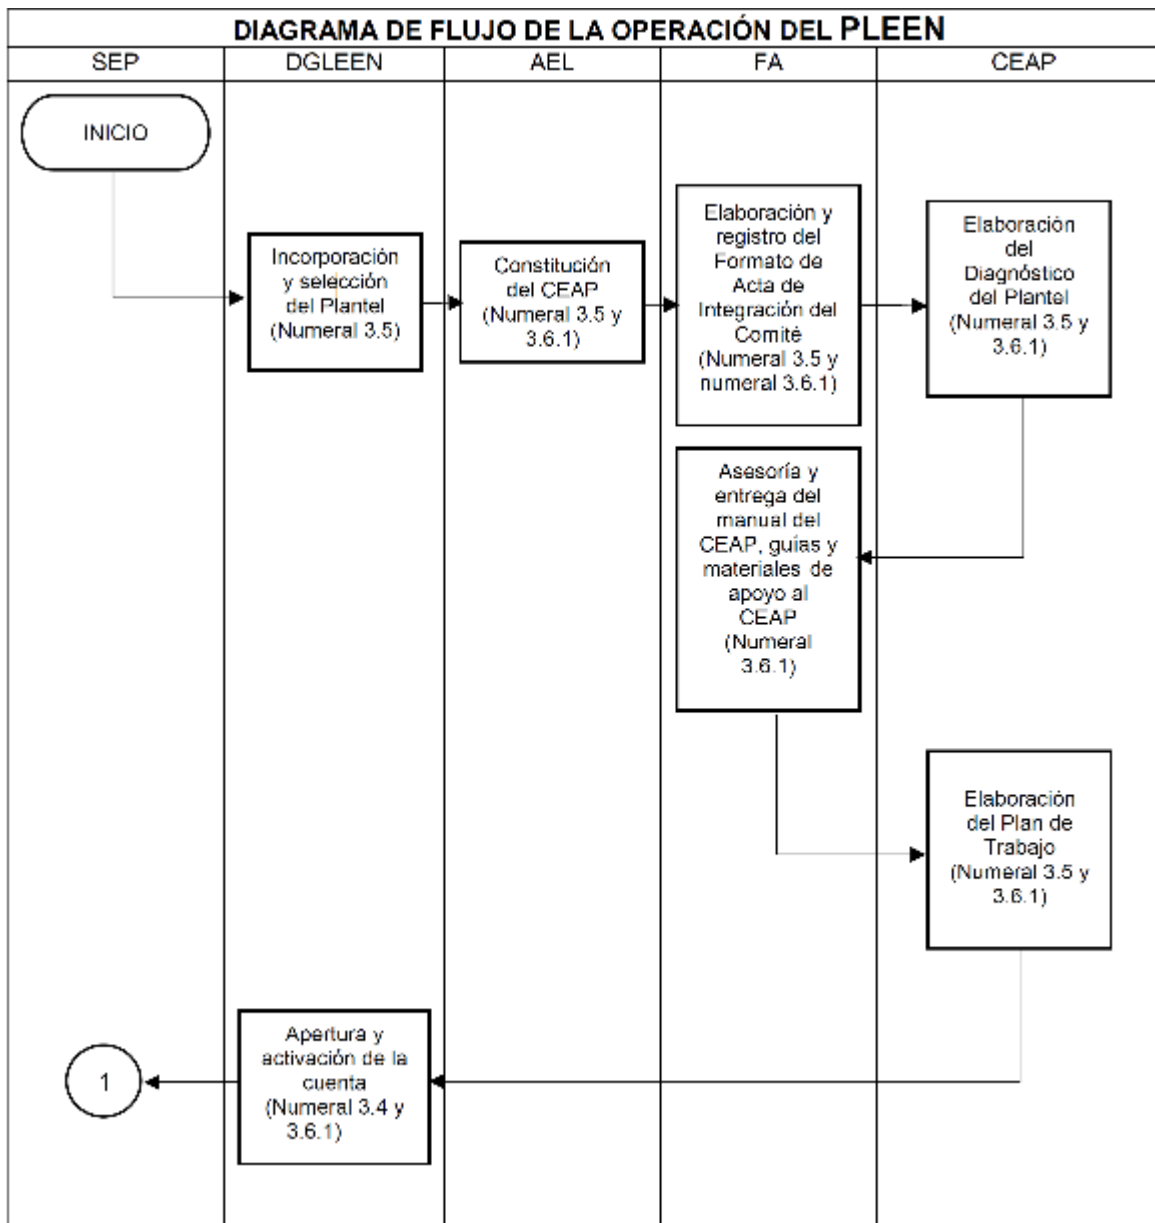 DIAGRAMA DE FLUJO DE LA OPERACIÓN DEL PLEEN
SEP
DGLEEN
AEL
FA
CEAP
INICIO
Incorporación
y selección
del Plantel
(Numeral 3.5)
Constitución
del CEAP
(Numeral 3.5 y
3.6.1)
Elaboración y
registro del
Formato de
Acta de
Integración del
Comité
(Numeral 3.5 y
numeral 3.6.1)
Elaboración
del
Diagnóstico
del Plantel
(Numeral 3.5 y
3.6.1)
Asesoría y
entrega del
manual del
CEAP, guías y
materiales de
apoyo al
CEAP
(Numeral
3.6.1)
Elaboración
del Plan de
Trabajo
(Numeral 3.5 y
3.6.1)
Apertura y
activación de la
cuenta
(Numeral 3.4 y
3.6.1)
1